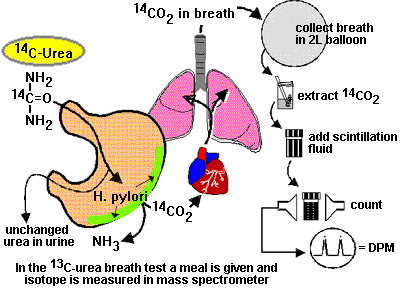 14CO2 in breath
collect breath
in 2L balloon
14C-Urea
NH2
14C=O
NH2
extract 14CO2
add scintillation
fluid
H. pylori
14CO2
count
unchanged
urea in urine
NH3
= DPM
In the 13C-urea breath test a meal is given and
isotope is measured in mass spectrometer